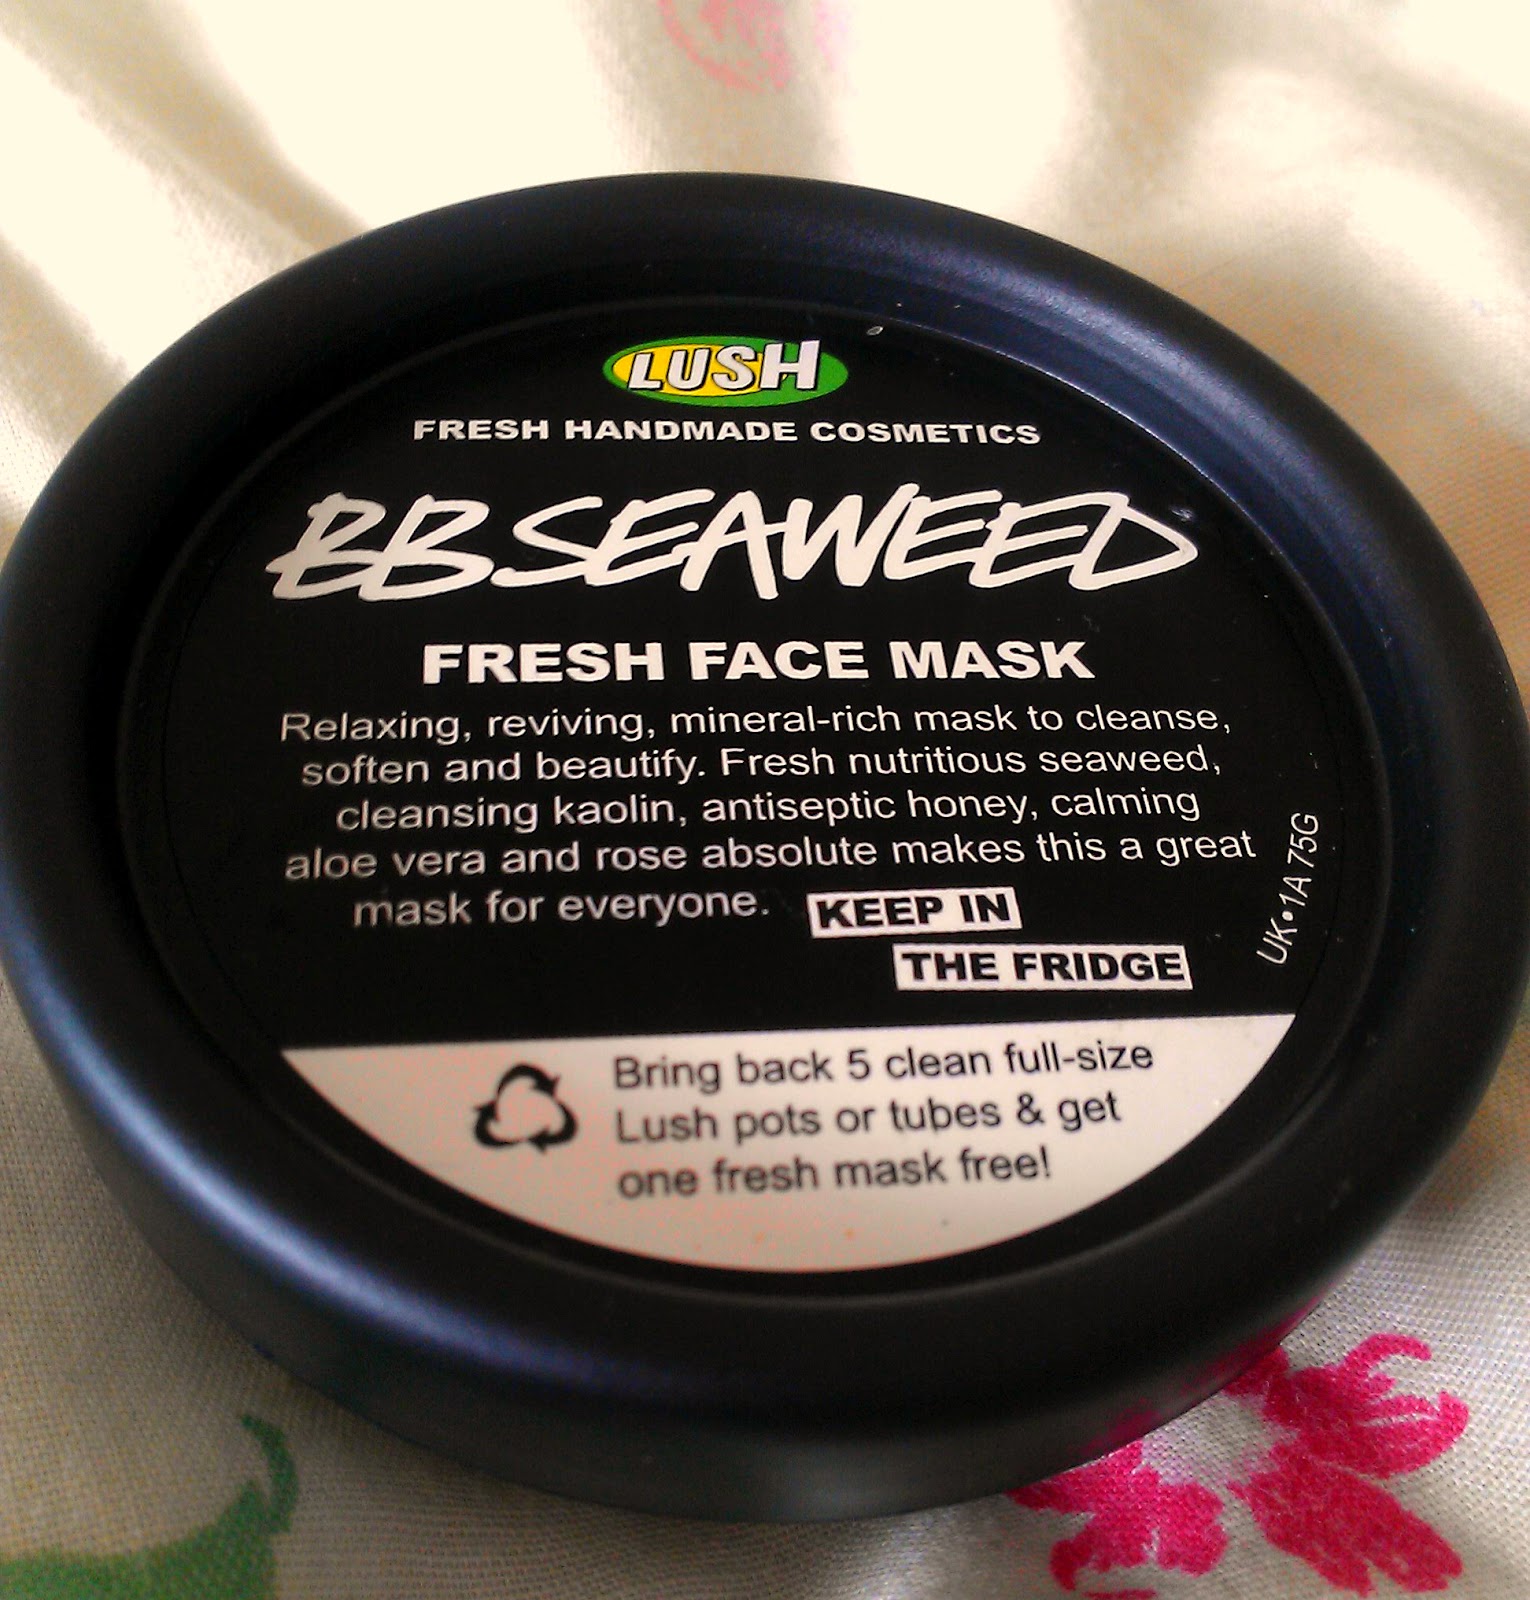 LUSH
FRESH HANDMADE COSMETICS
BB SEAWEED
FRESH FACE MASK
Relaxing, reviving, mineral-rich mask to cleanse,
soften and beautify. Fresh nutritious seaweed,
cleansing kaolin, antiseptic honey, calming
aloe vera and rose absolute makes this a great
mask for everyone. KEEP IN
THE FRIDGE
UK•1A 75G
Bring back 5 clean full-size
Lush pots or tubes & get
one fresh mask free!